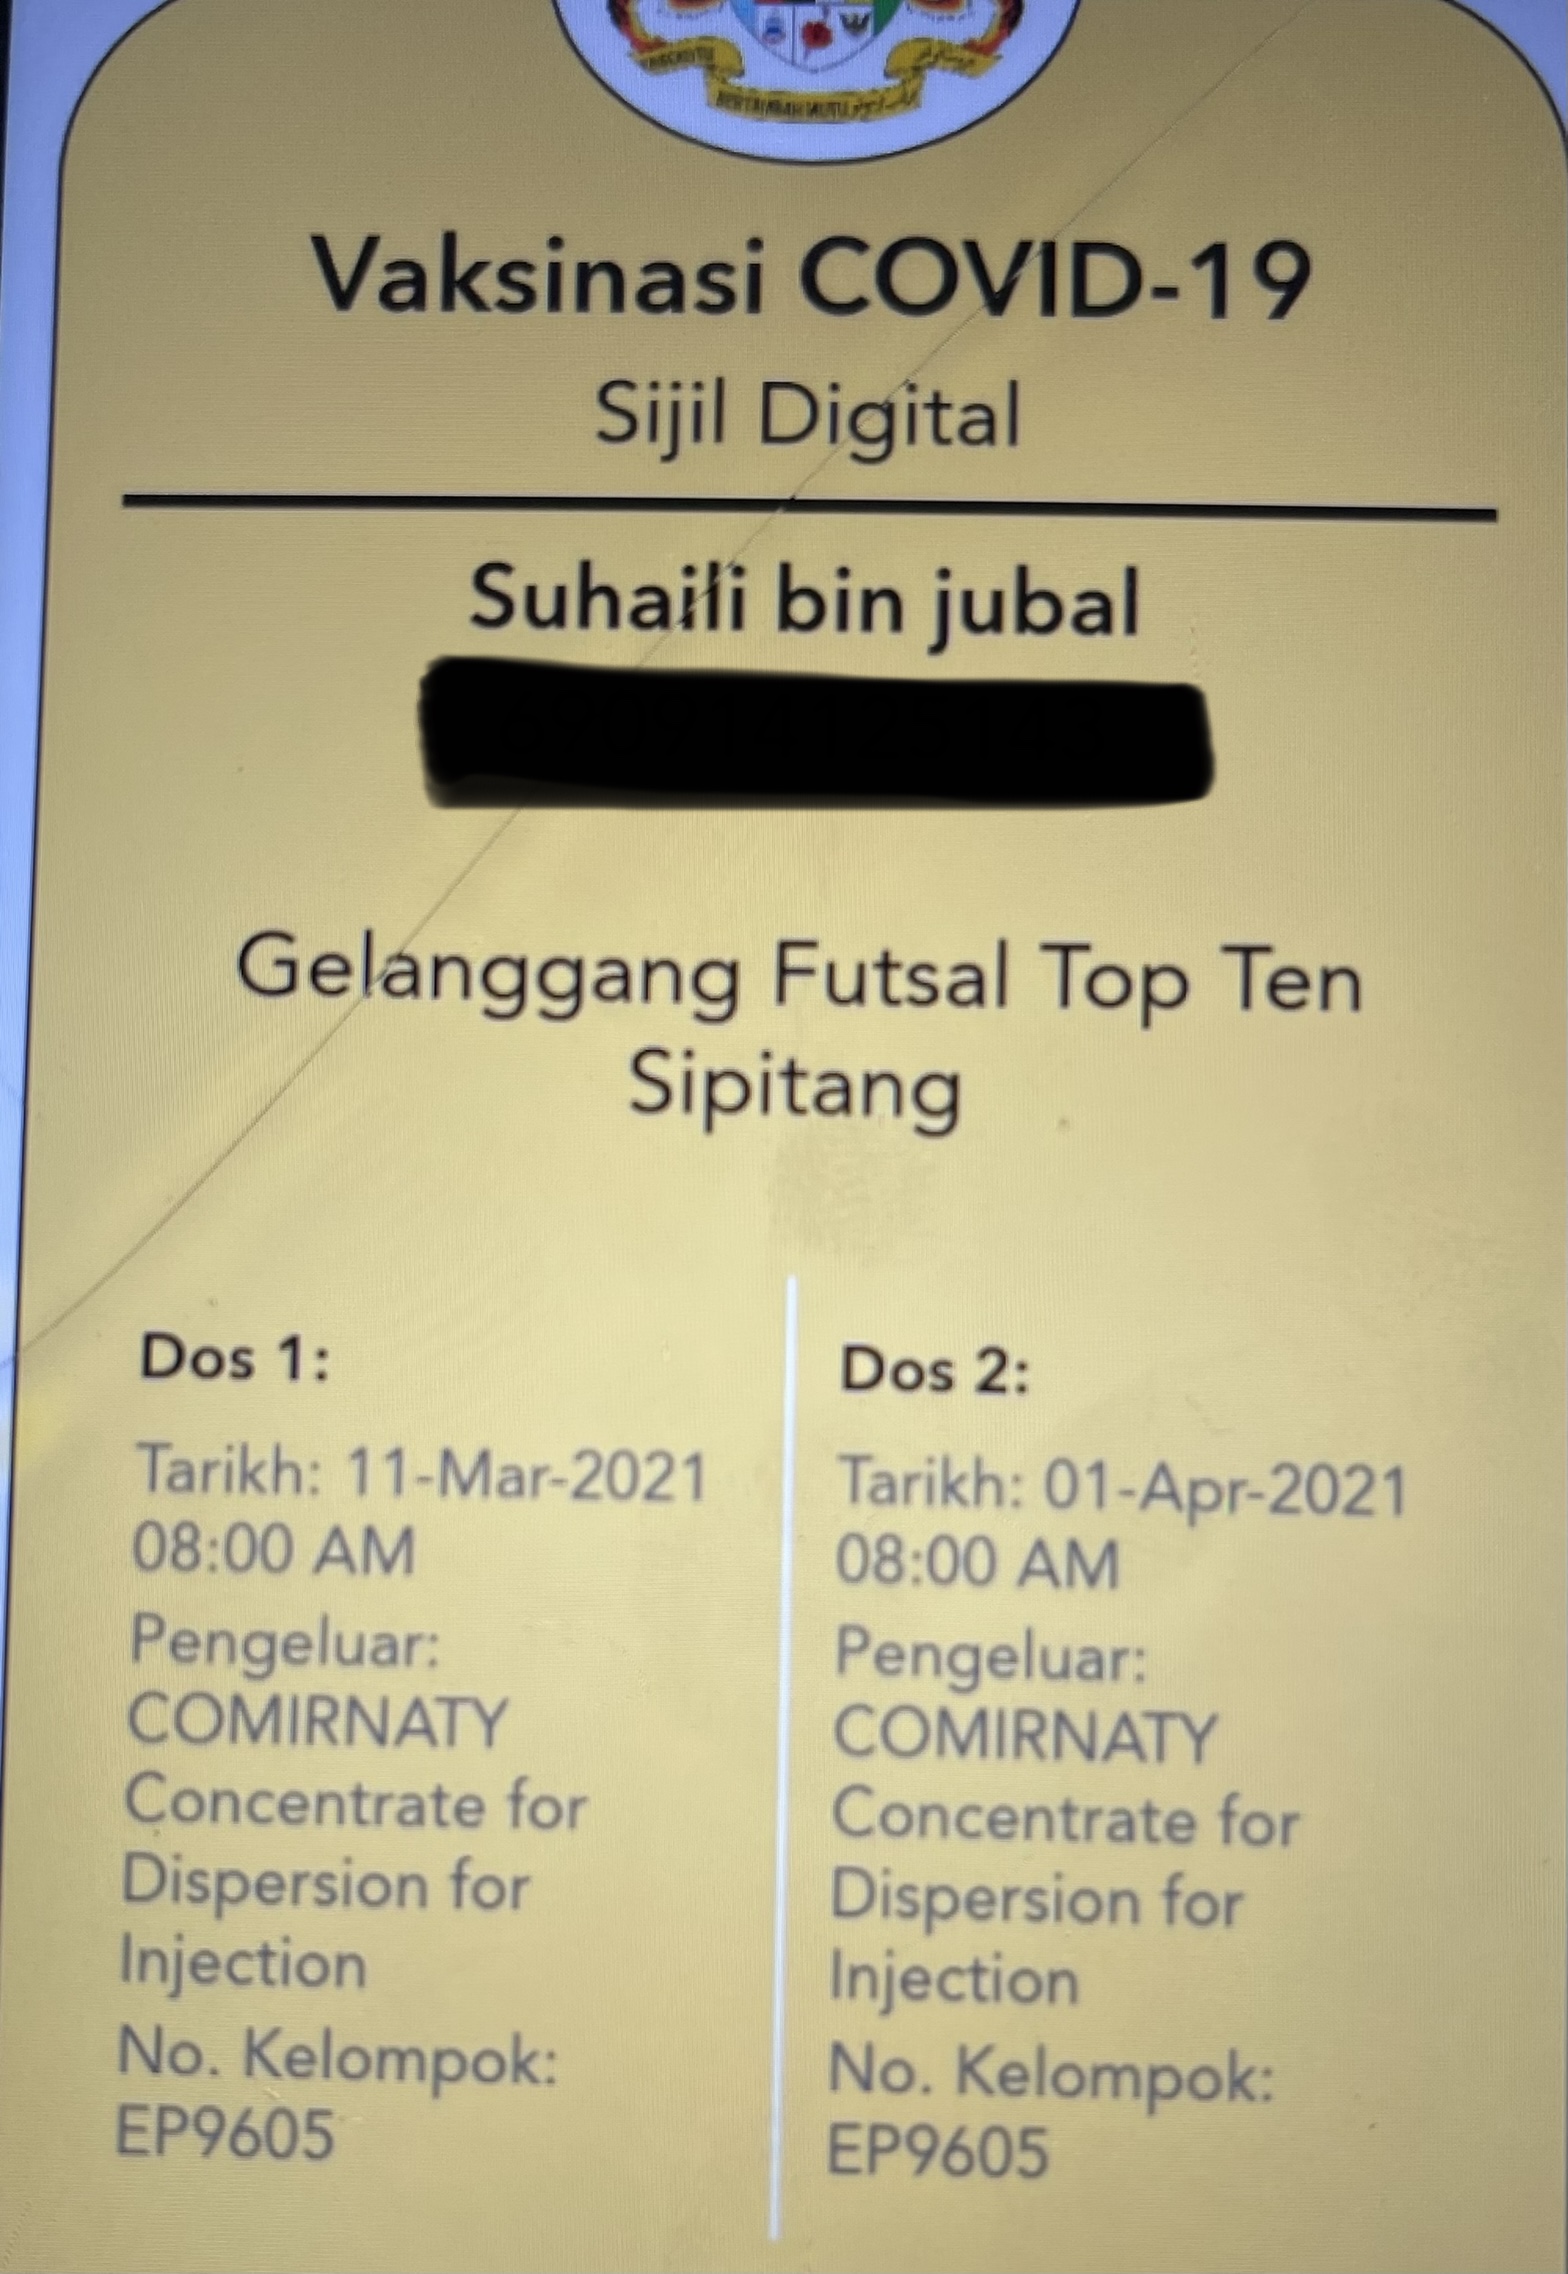 BERTAMBAH MUTU
Vaksinasi COVID-19
Sijil Digital
Suhaili bin jubal
Gelanggang Futsal Top Ten
Sipitang
Dos 1:
Tarikh: 11-Mar-2021
08:00 AM
Pengeluar:
COMIRNATY
Concentrate for
Dispersion for
Injection
No. Kelompok:
EP9605
Dos 2:
Tarikh: 01-Apr-2021
08:00 AM
Pengeluar:
COMIRNATY
Concentrate for
Dispersion for
Injection
No. Kelompok:
EP9605